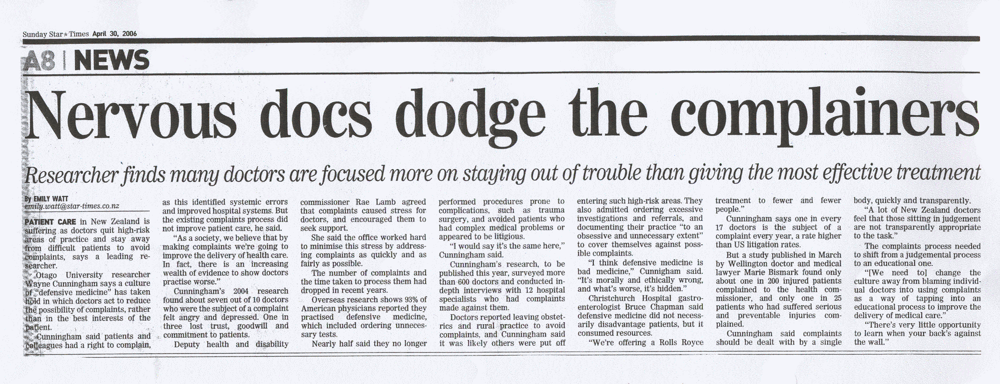 Sunday Star★Times April 30, 2006
A8 | NEWS
Nervous docs dodge the complainers
Researcher finds many doctors are focused more on staying out of trouble than giving the most effective treatment
By EMILY WATT
emily.watt@star-times.co.nz
PATIENT CARE in New Zealand is
suffering as doctors quit high-risk
areas of practice and stay away
from difficult patients to avoid
complaints, says a leading re-
searcher.
Otago University researcher
Wayne Cunningham says a culture
of "defensive medicine" has taken
hold in which doctors act to reduce
the possibility of complaints, rather
than in the best interests of the
patient.
Cunningham said patients and
colleagues had a right to complain,
as this identified systemic errors
and improved hospital systems. But
the existing complaints process did
not improve patient care, he said.
"As a society, we believe that by
making complaints we're going to
improve the delivery of health care.
In fact, there is an increasing
wealth of evidence to show doctors
practise worse."
Cunningham's 2004 research
found about seven out of 10 doctors
who were the subject of a complaint
felt angry and depressed. One in
three lost trust, goodwill and
commitment to patients.
Deputy health and disability
commissioner Rae Lamb agreed
that complaints caused stress for
doctors, and encouraged them to
seek support.
She said the office worked hard
to minimise this stress by address-
ing complaints as quickly and as
fairly as possible.
The number of complaints and
the time taken to process them had
dropped in recent years.
Overseas research shows 93% of
American physicians reported they
practised defensive medicine,
which included ordering unneces-
sary tests.
Nearly half said they no longer
performed procedures prone to
complications, such as trauma
surgery, and avoided patients who
had complex medical problems or
appeared to be litigious.
"I would say it's the same here,"
Cunningham said.
Cunningham's research, to be
published this year, surveyed more
than 600 doctors and conducted in-
depth interviews with 12 hospital
specialists who had complaints
made against them.
Doctors reported leaving obstet-
rics and rural practice to avoid
complaints, and Cunningham said
it was likely others were put off
entering such high-risk areas. They
also admitted ordering excessive
investigations and referrals, and
documenting their practice "to an
obsessive and unnecessary extent"
to cover themselves against poss-
ible complaints.
"I think defensive medicine is
bad medicine," Cunnigham said.
"It's morally and ethically wrong,
and what's worse, it's hidden."
Christchurch Hospital gastro-
enterologist Bruce Chapman said
defensive medicine did not necess-
arily disadvantage patients, but it
consumed resources.
"We're offering a Rolls Royce
treatment to fewer and fewer
people."
Cunningham says one in every
17 doctors is the subject of a
complaint every year, a rate higher
than US litigation rates.
But a study published in March
by Wellington doctor and medical
lawyer Marie Bismark found only
about one in 200 injured patients
complained to the health com-
missioner, and only one in 25
patients who had suffered serious
and preventable injuries com-
plained.
Cunningham said complaints
should be dealt with by a single
body, quickly and transparently.
"A lot of New Zealand doctors
feel that those sitting in judgement
are not transparently appropriate
to the task."
The complaints process needed
to shift from a judgemental process
to an educational one.
"[We need to] change the
culture away from blaming individ-
ual doctors into using complaints
as a way of tapping into an
educational process to improve the
delivery of medical care."
"There's very little opportunity
to learn when your back's against
the wall."